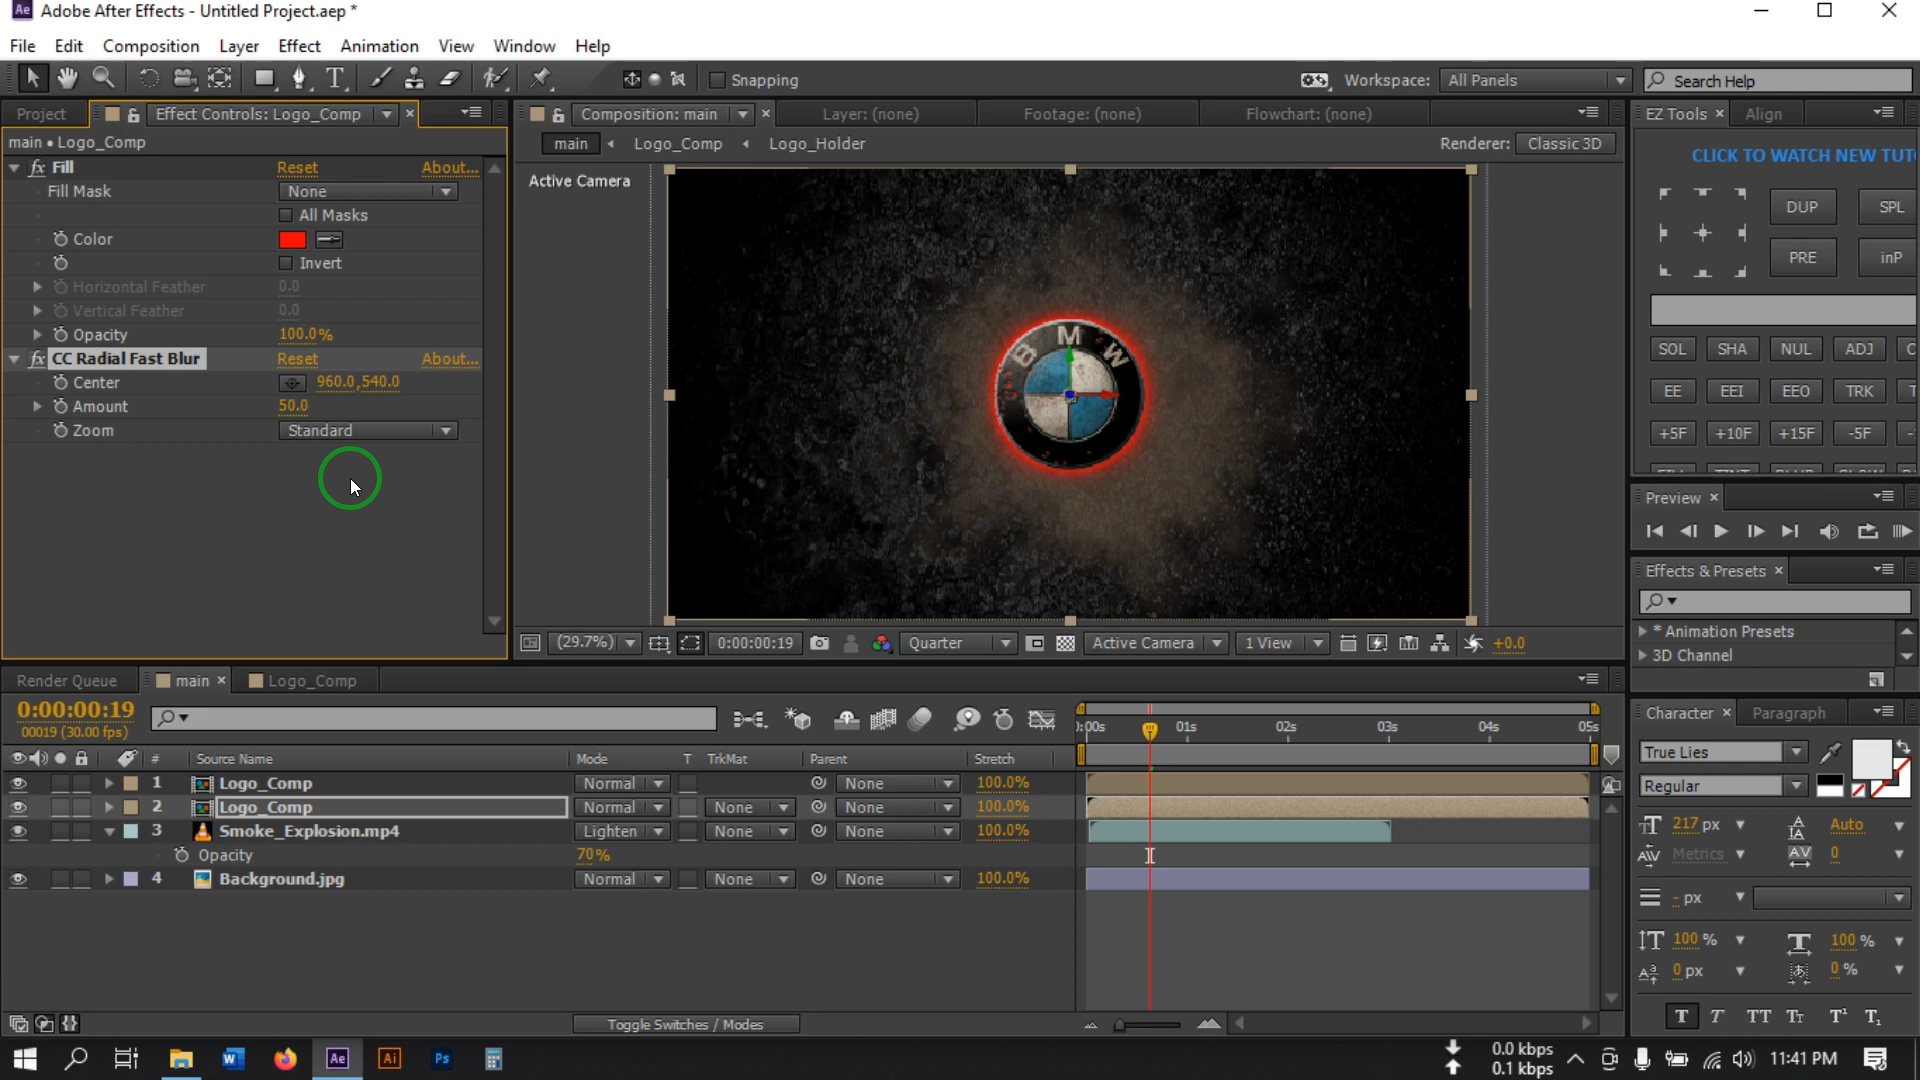 Ae Adobe After Effects - Untitled Project.aep *
File Edit Composition Layer Effect Animation View Window Help
T Snapping Workspace: All Panels Search Help
Project Effect Controls: Logo_Comp × Composition: main × Layer: (none) Footage: (none) Flowchart: (none) EZ Tools × Align
main • Logo_Comp main Logo_Comp Logo_Holder Renderer: Classic 3D
CLICK TO WATCH NEW TUT
fx Fill Reset About...
Fill Mask None
All Masks
Color
Invert
Horizontal Feather 0.0
Vertical Feather 0.0
Opacity 100.0%
fx CC Radial Fast Blur Reset About...
Center 960.0,540.0
Amount 50.0
Zoom Standard
Active Camera
B M W
DUP SPL
PRE inP
SOL SHA NUL ADJ C
EE EEI EEO TRK T
+5F +10F +15F -5F -
Preview ×
Effects & Presets ×
* Animation Presets
3D Channel
(29.7%) 0:00:00:19 Quarter Active Camera 1 View +0.0
Render Queue main × Logo_Comp
0:00:00:19
00019 (30.00 fps)
):00s 01s 02s 03s 04s 05s
# Source Name Mode T TrkMat Parent Stretch
1 Logo_Comp Normal None 100.0%
2 Logo_Comp Normal None None 100.0%
3 Smoke_Explosion.mp4 Lighten None None 100.0%
Opacity 70%
4 Background.jpg Normal None None 100.0%
Toggle Switches / Modes
Character × Paragraph
True Lies
Regular
217 px Auto
Metrics 0
- px
100 % 100 %
0 px 0 %
T T TT Tт T¹ T₁
W Ae Ai Ps
0.0 kbps
0.1 kbps
11:41 PM